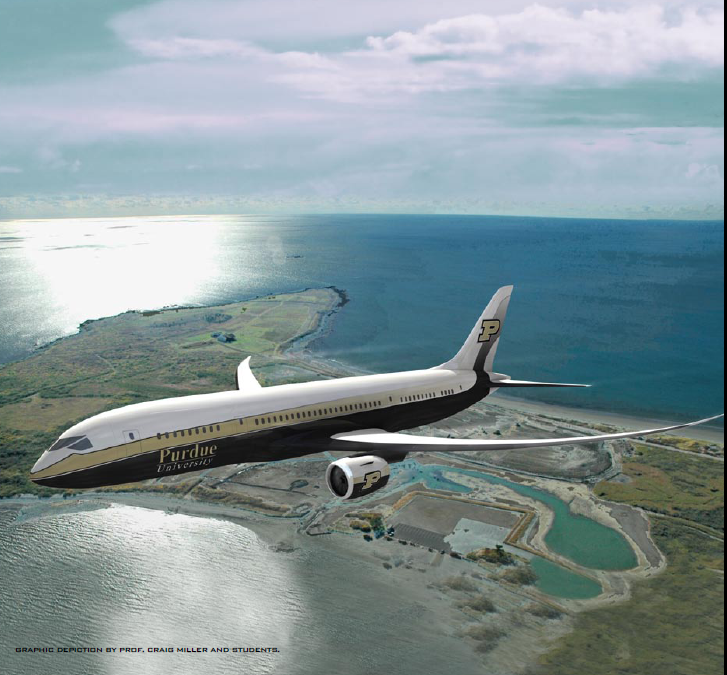 P
Purdue
University
P
GRAPHIC DEPICTION BY PROF. CRAIG MILLER AND STUDENTS.